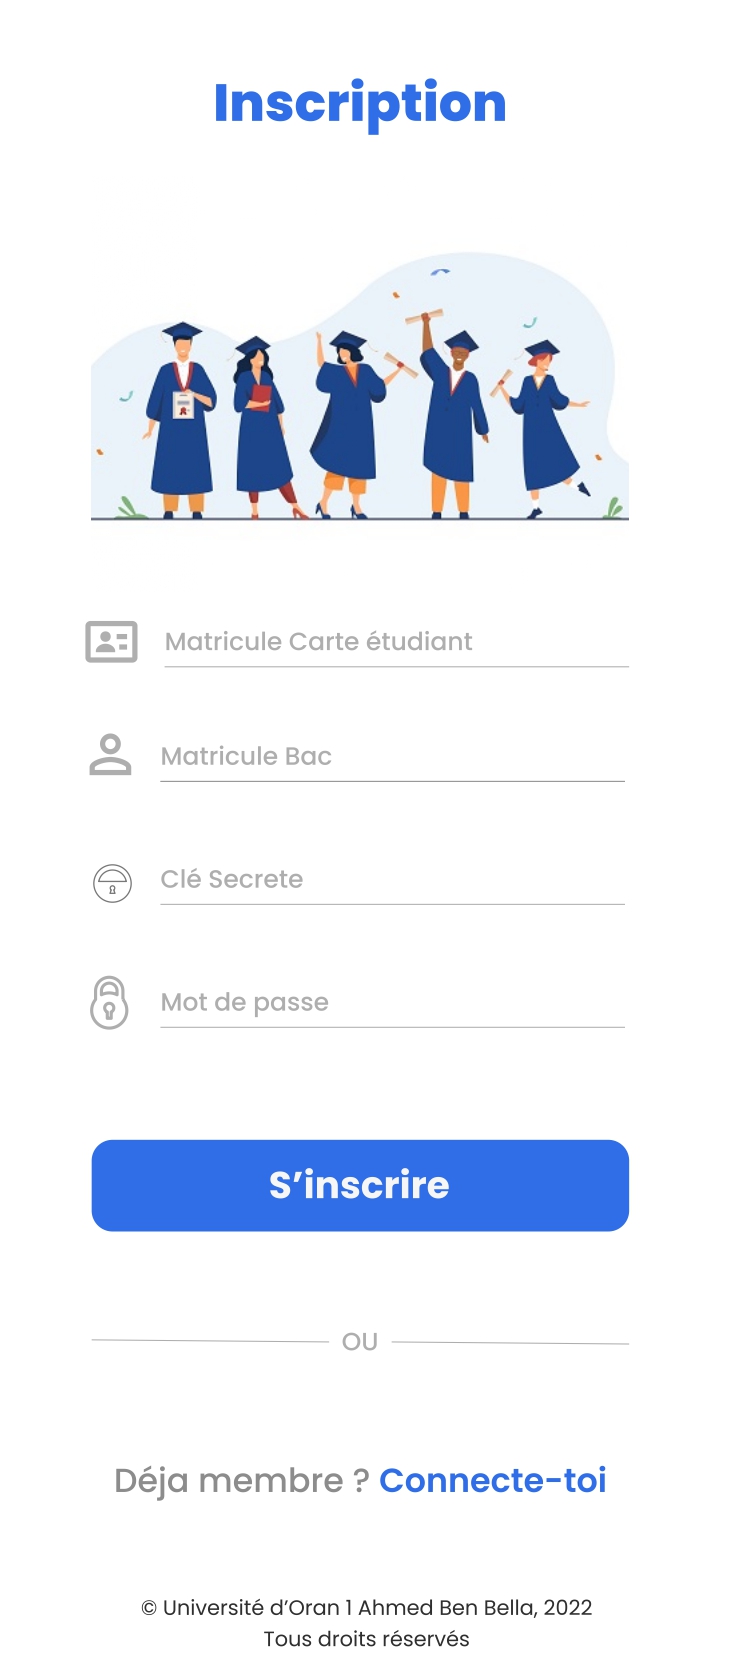 Inscription
Matricule Carte étudiant
Matricule Bac
Clé Secrete
Mot de passe
S’inscrire
OU
Déja membre ? Connecte-toi
© Université d’Oran 1 Ahmed Ben Bella, 2022
Tous droits réservés